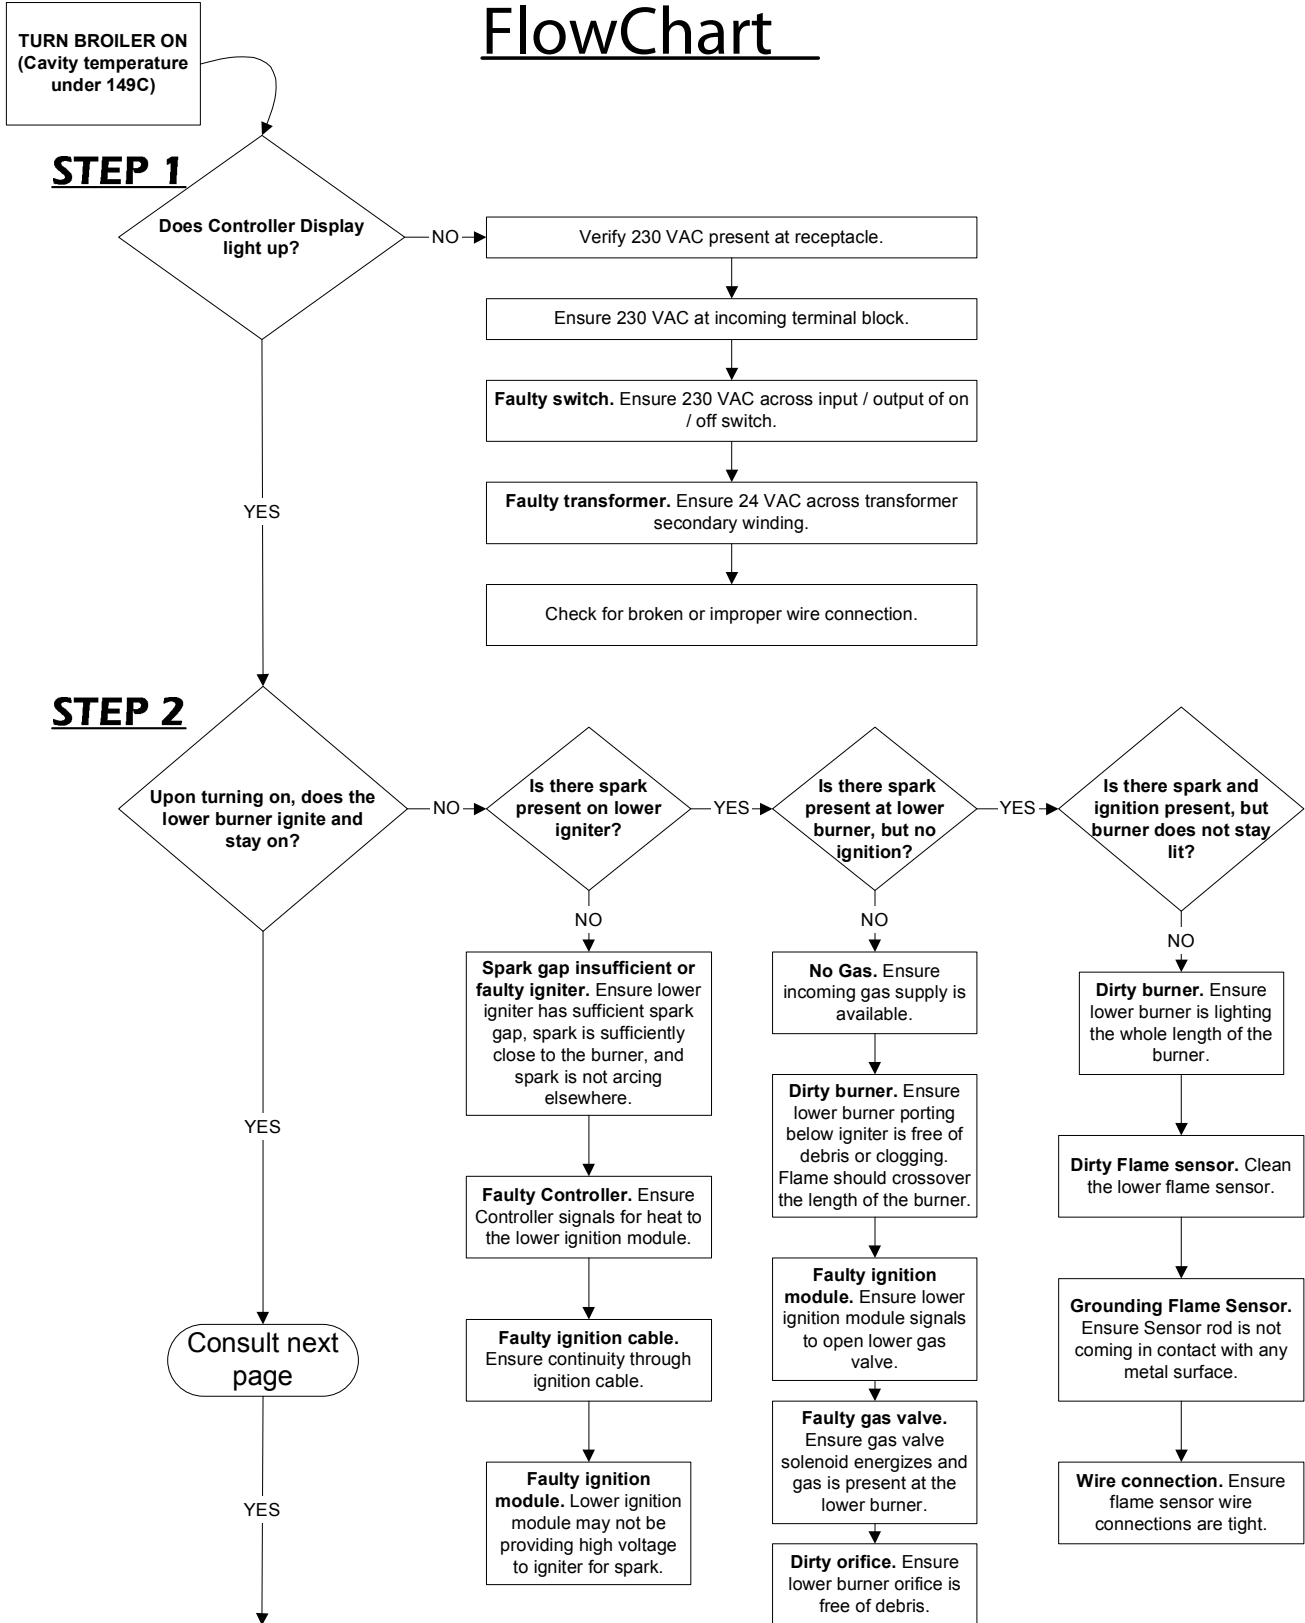 FlowChart
TURN BROILER ON
(Cavity temperature
under 149C)
STEP 1
Does Controller Display
light up?
NO
Verify 230 VAC present at receptacle.
Ensure 230 VAC at incoming terminal block.
Faulty switch. Ensure 230 VAC across input / output of on
/ off switch.
Faulty transformer. Ensure 24 VAC across transformer
secondary winding.
Check for broken or improper wire connection.
YES
STEP 2
Upon turning on, does the
lower burner ignite and
stay on?
NO
Is there spark
present on lower
igniter?
YES
Is there spark
present at lower
burner, but no
ignition?
YES
Is there spark and
ignition present, but
burner does not stay
lit?
NO
Spark gap insufficient or
faulty igniter. Ensure lower
igniter has sufficient spark
gap, spark is sufficiently
close to the burner, and
spark is not arcing
elsewhere.
Faulty Controller. Ensure
Controller signals for heat to
the lower ignition module.
Faulty ignition cable.
Ensure continuity through
ignition cable.
Faulty ignition
module. Lower ignition
module may not be
providing high voltage
to igniter for spark.
NO
No Gas. Ensure
incoming gas supply is
available.
Dirty burner. Ensure
lower burner porting
below igniter is free of
debris or clogging.
Flame should crossover
the length of the burner.
Faulty ignition
module. Ensure lower
ignition module signals
to open lower gas
valve.
Faulty gas valve.
Ensure gas valve
solenoid energizes and
gas is present at the
lower burner.
Dirty orifice. Ensure
lower burner orifice is
free of debris.
NO
Dirty burner. Ensure
lower burner is lighting
the whole length of the
burner.
Dirty Flame sensor. Clean
the lower flame sensor.
Grounding Flame Sensor.
Ensure Sensor rod is not
coming in contact with any
metal surface.
Wire connection. Ensure
flame sensor wire
connections are tight.
YES
Consult next
page
YES